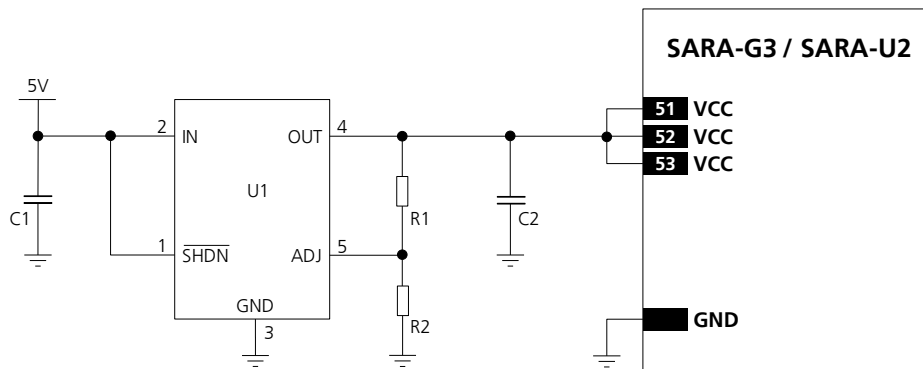 SARA-G3 / SARA-U2
5V
51 VCC
2 IN OUT 4
52 VCC
53 VCC
U1
R1
C1
C2
1 SHDN ADJ 5
GND
3
R2
GND